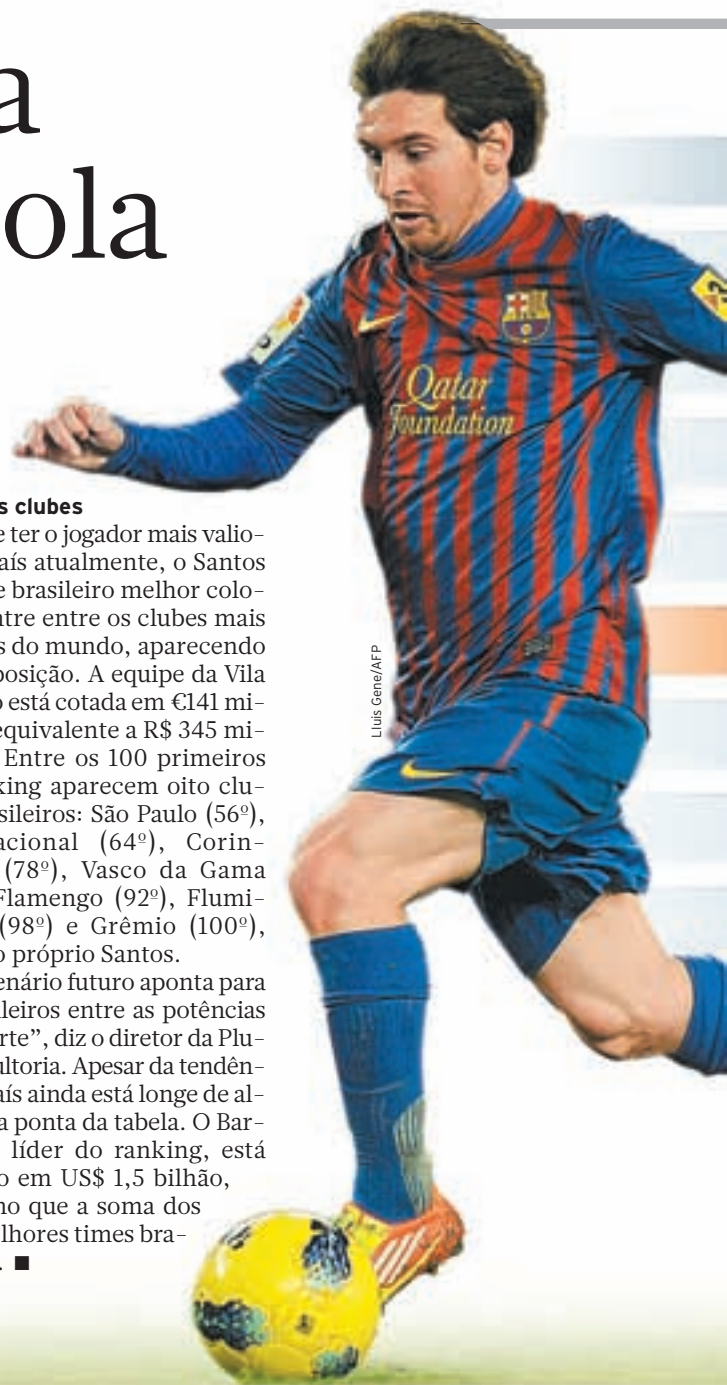 a
ola
Qatar
Foundation
s clubes
e ter o jogador mais valio-
aís atualmente, o Santos
e brasileiro melhor colo-
ntre entre os clubes mais
s do mundo, aparecendo
posição. A equipe da Vila
o está cotada em €141 mi-
equivalente a R$ 345 mi-
Entre os 100 primeiros
king aparecem oito clu-
sileiros: São Paulo (56º),
acional (64º), Corin-
(78º), Vasco da Gama
Flamengo (92º), Flumi-
(98º) e Grêmio (100º),
o próprio Santos.
enário futuro aponta para
leiros entre as potências
rte”, diz o diretor da Plu-
ultoria. Apesar da tendên-
aís ainda está longe de al-
a ponta da tabela. O Bar-
líder do ranking, está
o em US$ 1,5 bilhão,
no que a soma dos
lhores times bra-
. ■
Lluis Gene/AFP